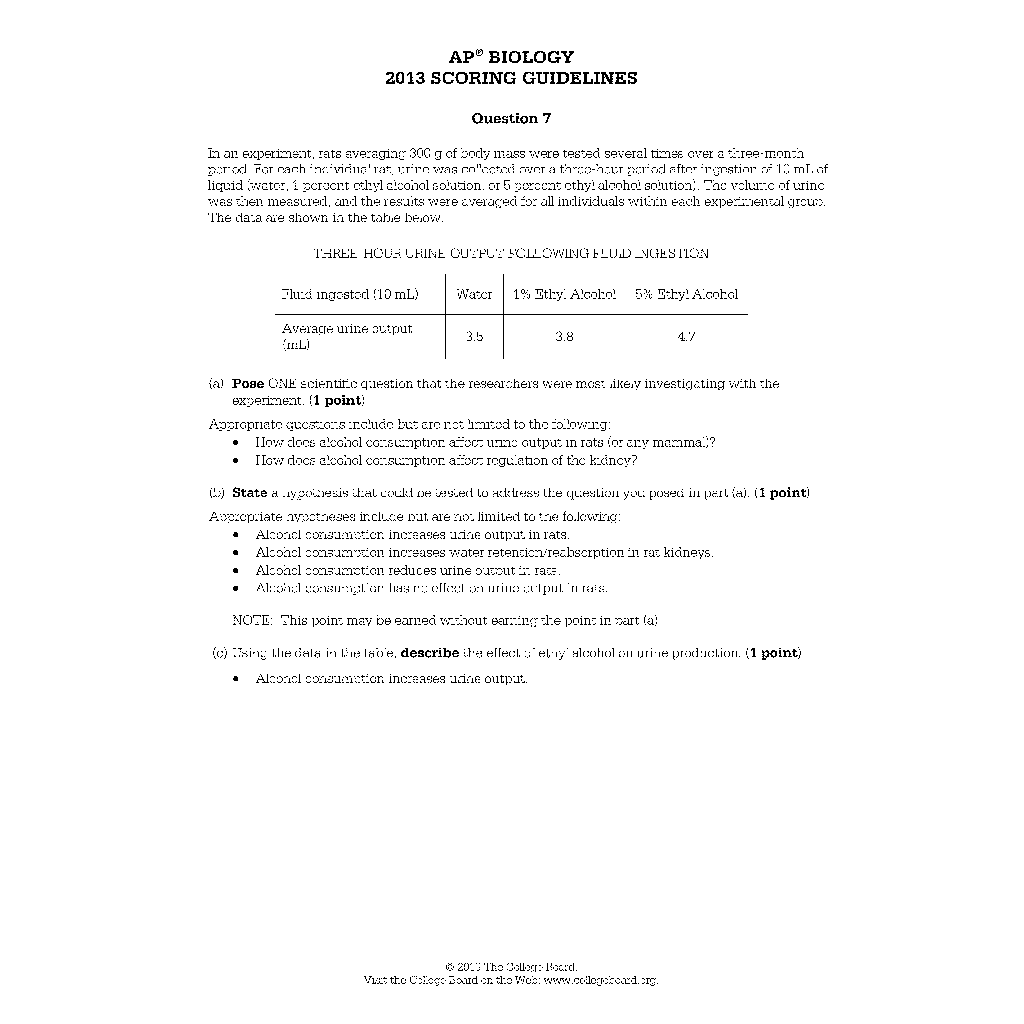 AP® BIOLOGY
2013 SCORING GUIDELINES
Question 7
In an experiment, rats averaging 300 g of body mass were tested several times over a three-month
period. For each individual rat, urine was collected over a three-hour period after ingestion of 10 mL of
liquid (water, 1 percent ethyl alcohol solution, or 5 percent ethyl alcohol solution). The volume of urine
was then measured, and the results were averaged for all individuals within each experimental group.
The data are shown in the table below.
THREE-HOUR URINE OUTPUT FOLLOWING FLUID INGESTION
Fluid ingested (10 mL) Water 1% Ethyl Alcohol 5% Ethyl Alcohol
Average urine output
(mL) 3.5 3.8 4.7
(a) Pose ONE scientific question that the researchers were most likely investigating with the
experiment. (1 point)
Appropriate questions include but are not limited to the following:
• How does alcohol consumption affect urine output in rats (or any mammal)?
• How does alcohol consumption affect regulation of the kidney?
(b) State a hypothesis that could be tested to address the question you posed in part (a). (1 point)
Appropriate hypotheses include but are not limited to the following:
• Alcohol consumption increases urine output in rats.
• Alcohol consumption increases water retention/reabsorption in rat kidneys.
• Alcohol consumption reduces urine output in rats.
• Alcohol consumption has no effect on urine output in rats.
NOTE: This point may be earned without earning the point in part (a)
(c) Using the data in the table, describe the effect of ethyl alcohol on urine production. (1 point)
• Alcohol consumption increases urine output.
© 2013 The College Board.
Visit the College Board on the Web: www.collegeboard.org.